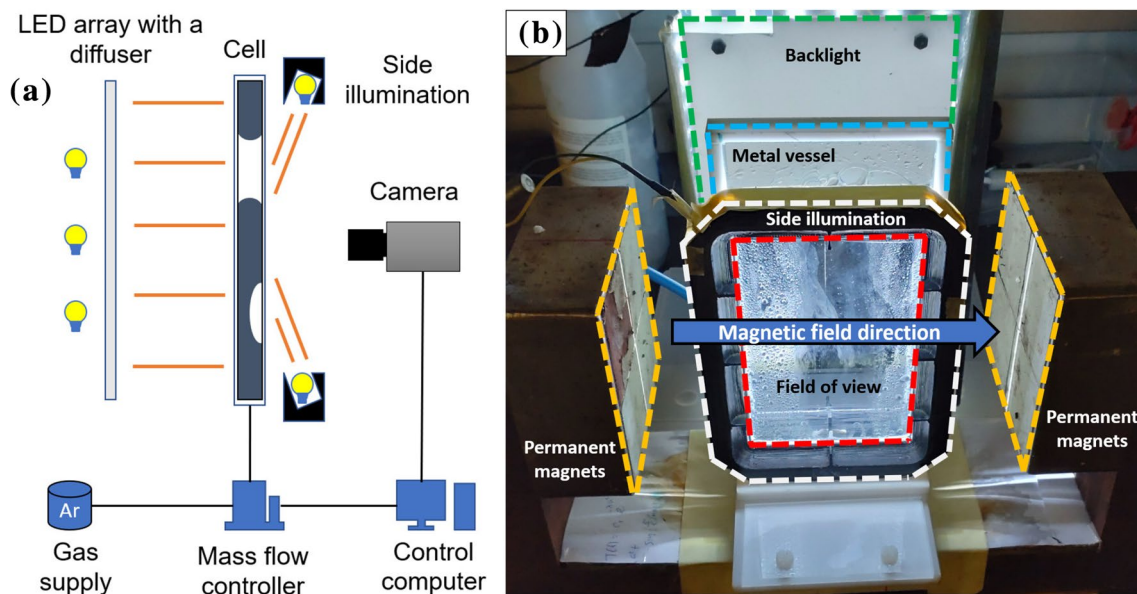 LED array with a
diffuser
Cell
Side
illumination
(a)
Camera
Ar
Gas
supply
Mass flow
controller
Control
computer
(b)
Backlight
Metal vessel
Side illumination
Magnetic field direction
Field of view
Permanent
magnets
Permanent
magnets